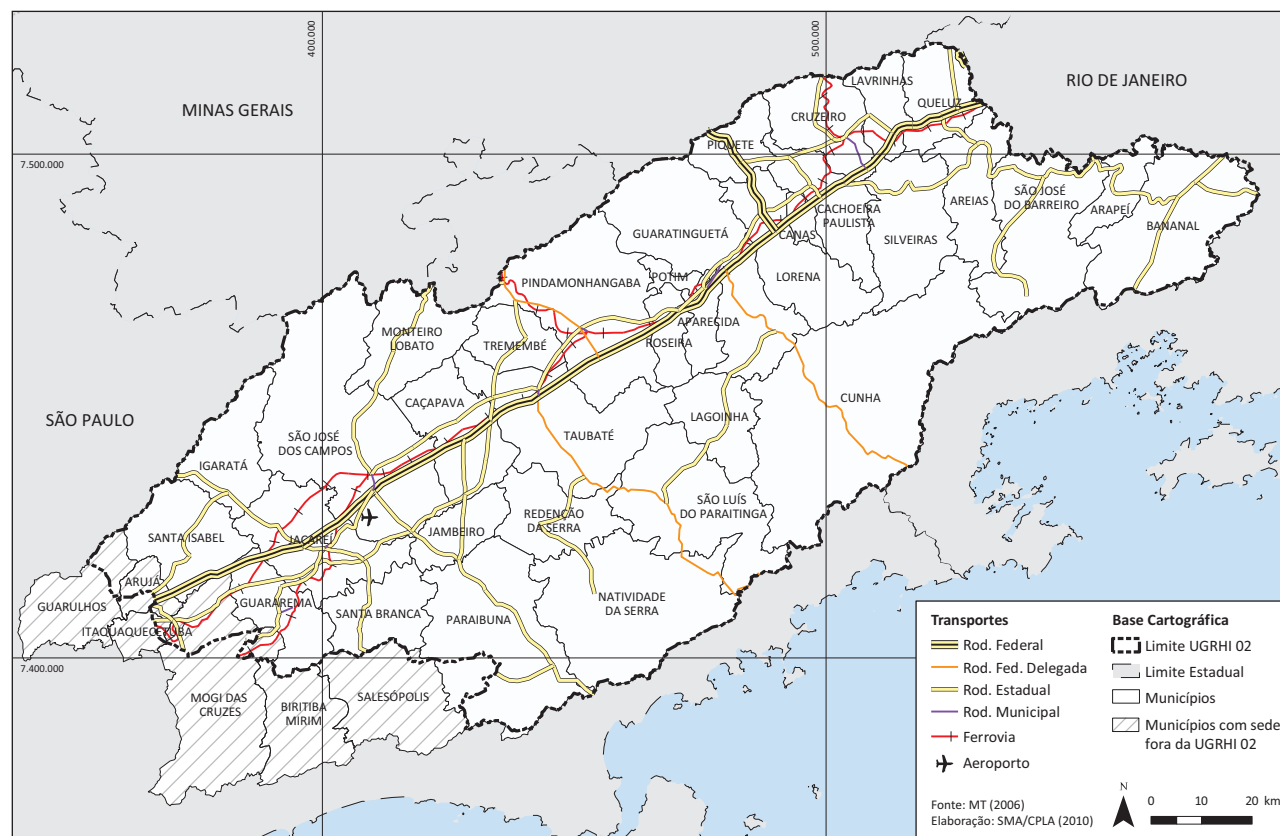 400.000
500.000
MINAS GERAIS
RIO DE JANEIRO
SÃO PAULO
7.500.000
7.400.000
LAVRINHAS
QUELUZ
CRUZEIRO
PIQUETE
CACHOEIRA
PAULISTA
CANAS
AREIAS
SÃO JOSÉ
DO BARREIRO
ARAPEÍ
BANANAL
SILVEIRAS
GUARATINGUETÁ
LORENA
POTIM
PINDAMONHANGABA
APARECIDA
ROSEIRA
MONTEIRO
LOBATO
TREMEMBÉ
CAÇAPAVA
CUNHA
LAGOINHA
TAUBATÉ
SÃO JOSÉ
DOS CAMPOS
IGARATÁ
SÃO LUÍS
DO PARAITINGA
REDENÇÃO
DA SERRA
JAMBEIRO
SANTA ISABEL
JACAREÍ
ARUJÁ
GUARULHOS
GUARAREMA
SANTA BRANCA
PARAIBUNA
NATIVIDADE
DA SERRA
ITAQUAQUECETUBA
MOGI DAS
CRUZES
BIRITIBA
MIRIM
SALESÓPOLIS
Transportes
Rod. Federal
Rod. Fed. Delegada
Rod. Estadual
Rod. Municipal
Ferrovia
Aeroporto
Base Cartográfica
Limite UGRHI 02
Limite Estadual
Municípios
Municípios com sede
fora da UGRHI 02
Fonte: MT (2006)
Elaboração: SMA/CPLA (2010)
N
0 10 20 km